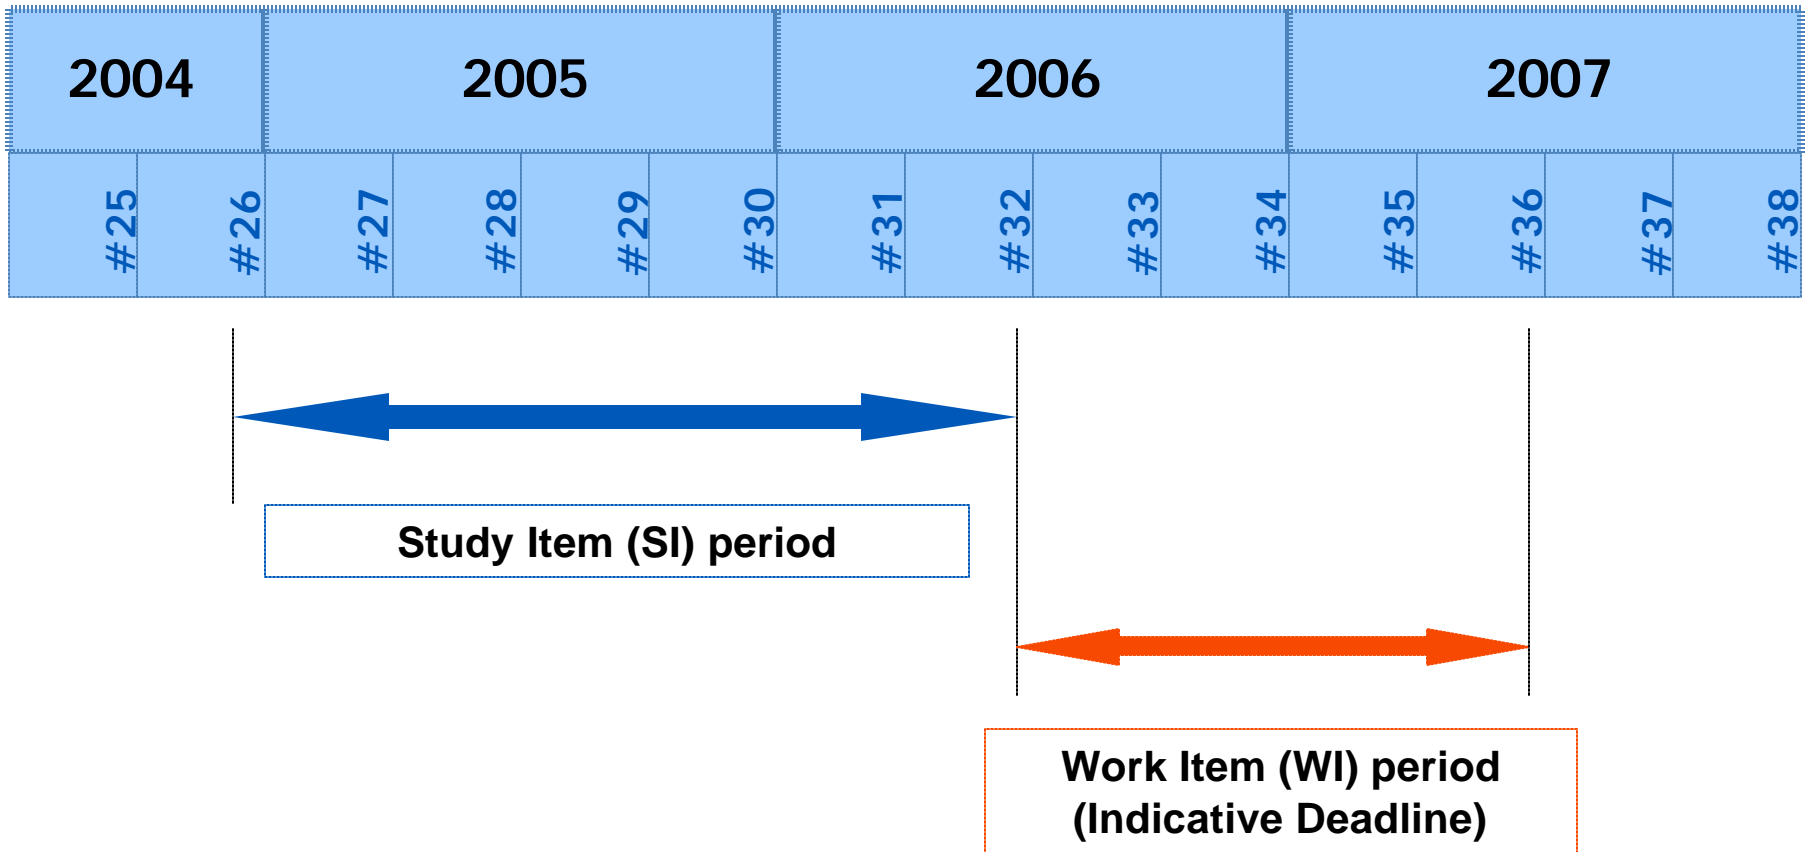 2004 2005 2006 2007
#25 #26 #27 #28 #29 #30 #31 #32 #33 #34 #35 #36 #37 #38
Study Item (SI) period
Work Item (WI) period
(Indicative Deadline)